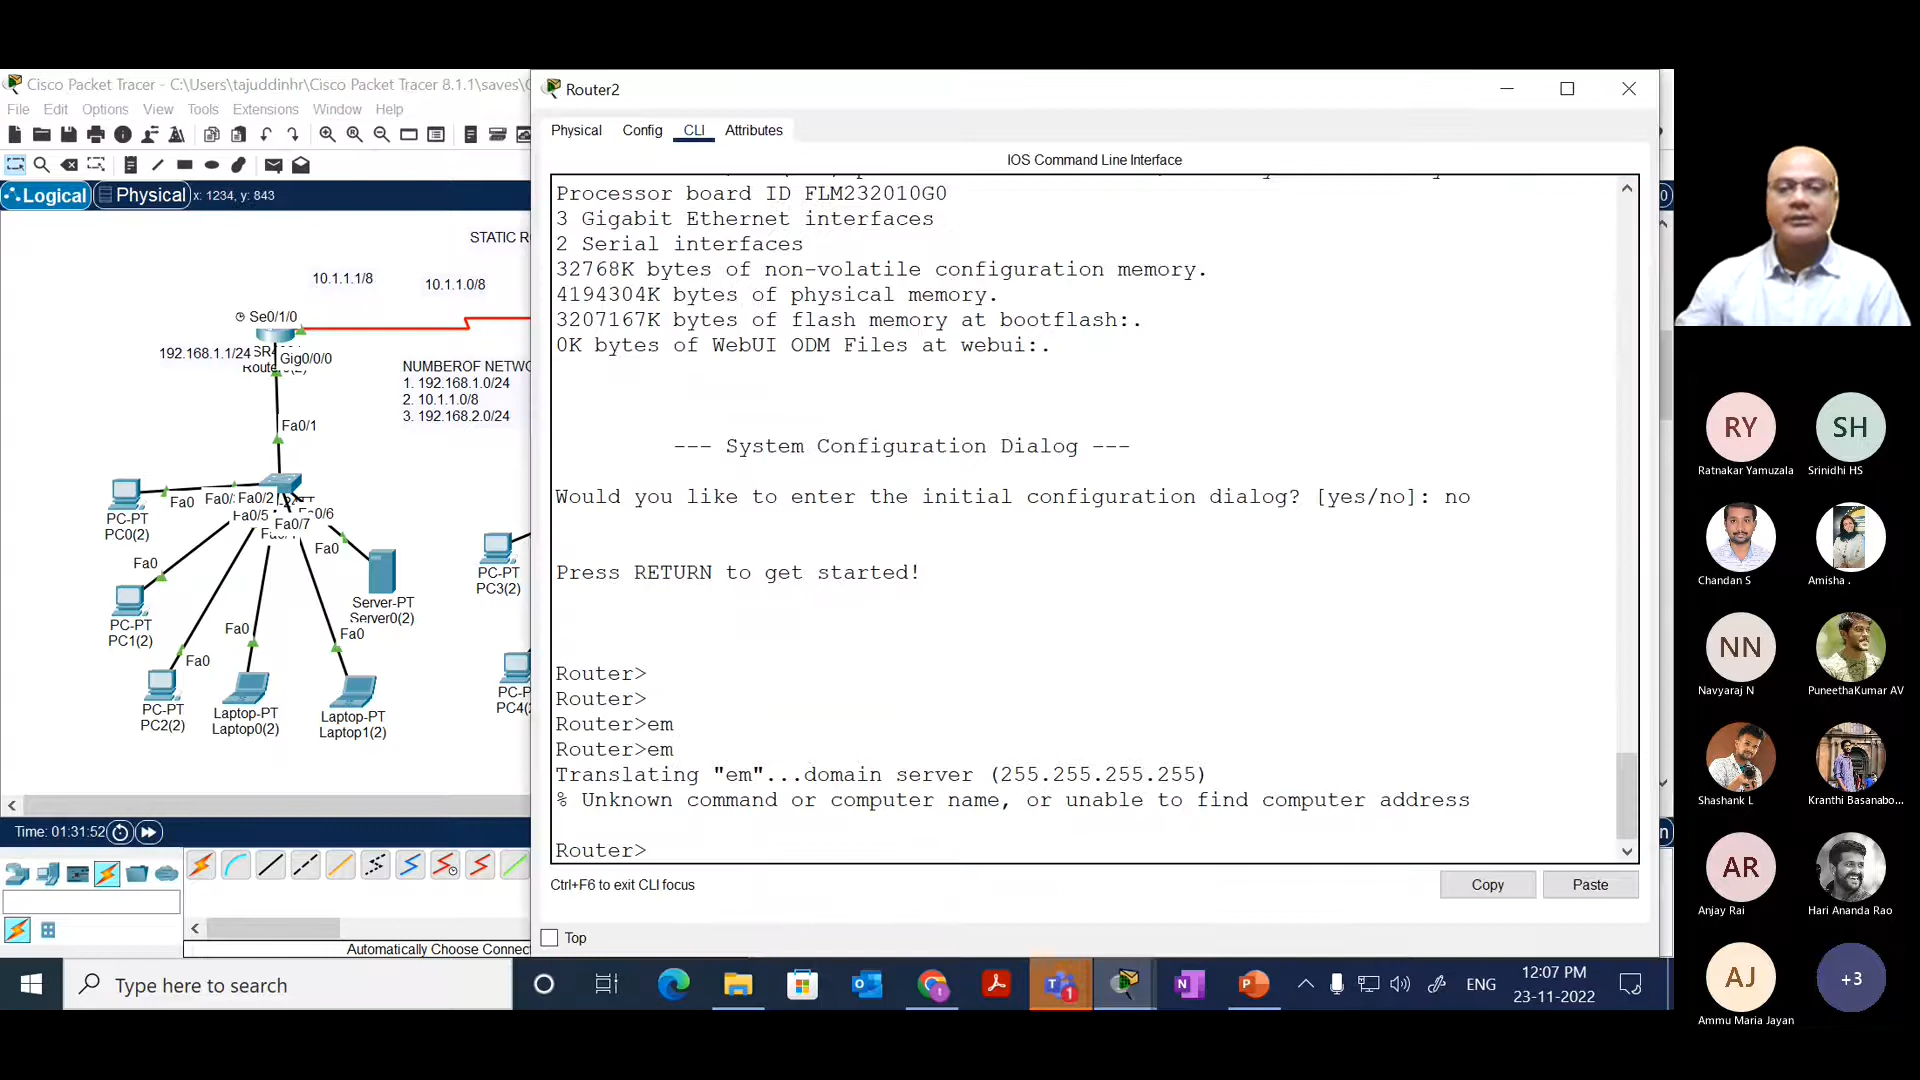 Cisco Packet Tracer - C:\Users\tajuddinhr\Cisco Packet Tracer 8.1.1\saves\
File Edit Options View Tools Extensions Window Help
Logical Physical x: 1234, y: 843
STATIC R
10.1.1.1/8
10.1.1.0/8
Se0/1/0
192.168.1.1/24
Gig0/0/0
NUMBEROF NETWO
1. 192.168.1.0/24
2. 10.1.1.0/8
3. 192.168.2.0/24
Fa0/1
Fa0
Fa0/2
Fa0/5
Fa0/7
PC-PT
PC0(2)
Fa0
Fa0
PC-PT
PC1(2)
Server-PT
Server0(2)
PC-PT
PC3(2)
Fa0
Fa0
Fa0
PC-PT
PC2(2)
Laptop-PT
Laptop0(2)
Laptop-PT
Laptop1(2)
PC4(2)
Time: 01:31:52
Automatically Choose Connec
Router2
Physical Config CLI Attributes
IOS Command Line Interface
Processor board ID FLM232010G0
3 Gigabit Ethernet interfaces
2 Serial interfaces
32768K bytes of non-volatile configuration memory.
4194304K bytes of physical memory.
3207167K bytes of flash memory at bootflash:.
0K bytes of WebUI ODM Files at webui:.
--- System Configuration Dialog ---
Would you like to enter the initial configuration dialog? [yes/no]: no
Press RETURN to get started!
Router>
Router>
Router>em
Router>em
Translating "em"...domain server (255.255.255.255)
% Unknown command or computer name, or unable to find computer address
Router>
Ctrl+F6 to exit CLI focus
Copy
Paste
Top
Type here to search
ENG
12:07 PM
23-11-2022
RY
Ratnakar Yamuzala
SH
Srinidhi HS
Chandan S
Amisha .
NN
Navyaraj N
PuneethaKumar AV
Shashank L
Kranthi Basanabo...
AR
Anjay Rai
Hari Ananda Rao
AJ
Ammu Maria Jayan
+3